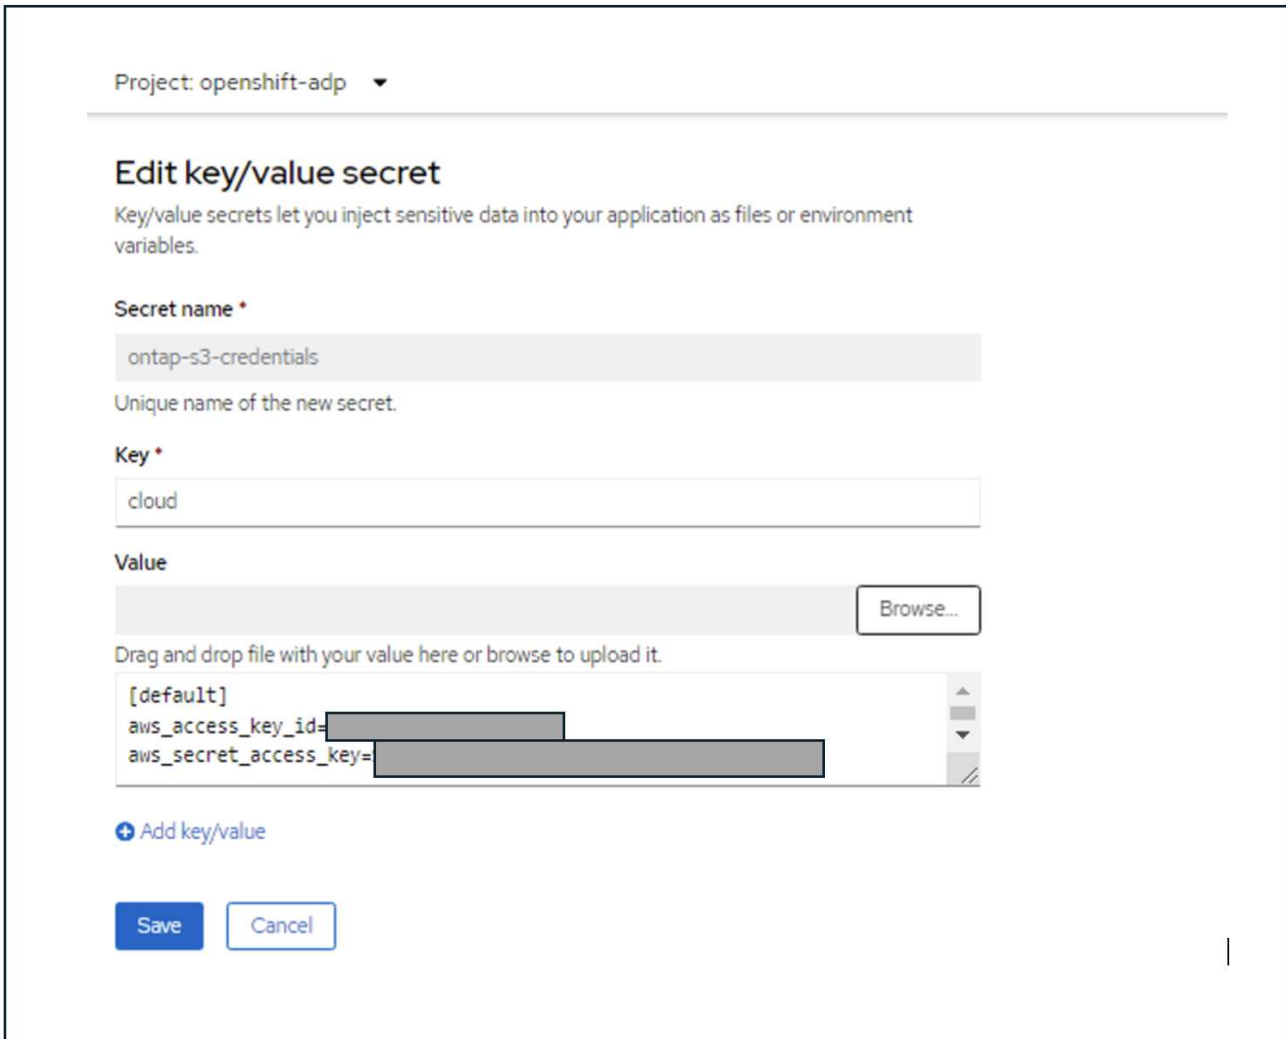 Project: openshift-adp
Edit key/value secret
Key/value secrets let you inject sensitive data into your application as files or environment
variables.
Secret name *
ontap-s3-credentials
Unique name of the new secret.
Key *
cloud
Value
Browse...
Drag and drop file with your value here or browse to upload it.
[default]
aws_access_key_id=
aws_secret_access_key=
Add key/value
Save
Cancel